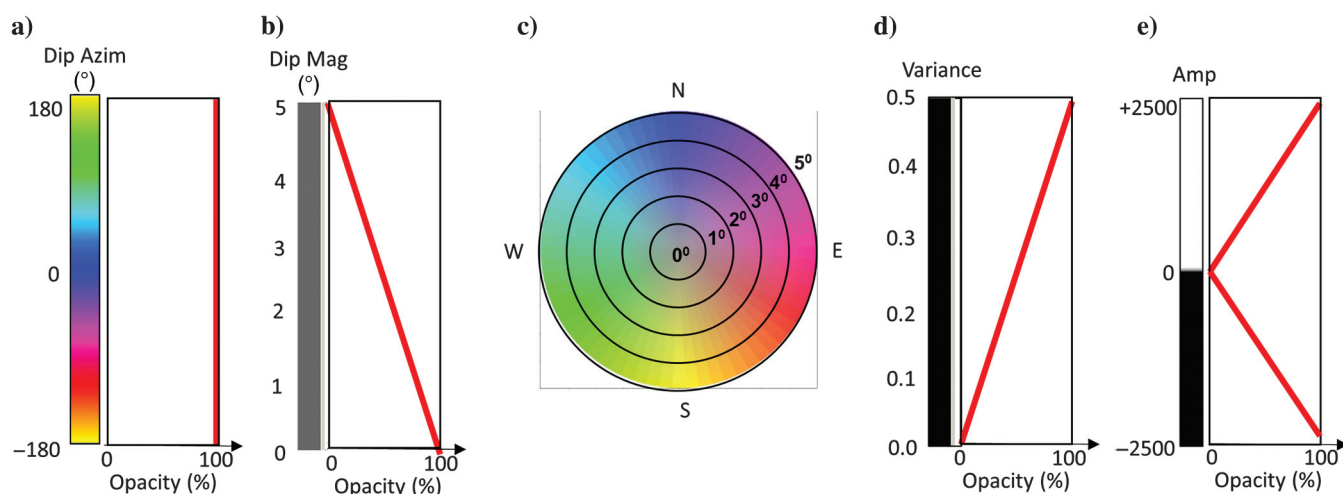 a)
Dip Azim
(°)
180
0
–180
0
100
Opacity (%)
b)
Dip Mag
(°)
5
4
3
2
1
0
0
100
Opacity (%)
c)
N
W
E
S
0⁰
1⁰
2⁰
3⁰
4⁰
5⁰
d)
Variance
0.5
0.4
0.3
0.2
0.1
0.0
0
100
Opacity (%)
e)
Amp
+2500
0
–2500
0
100
Opacity (%)